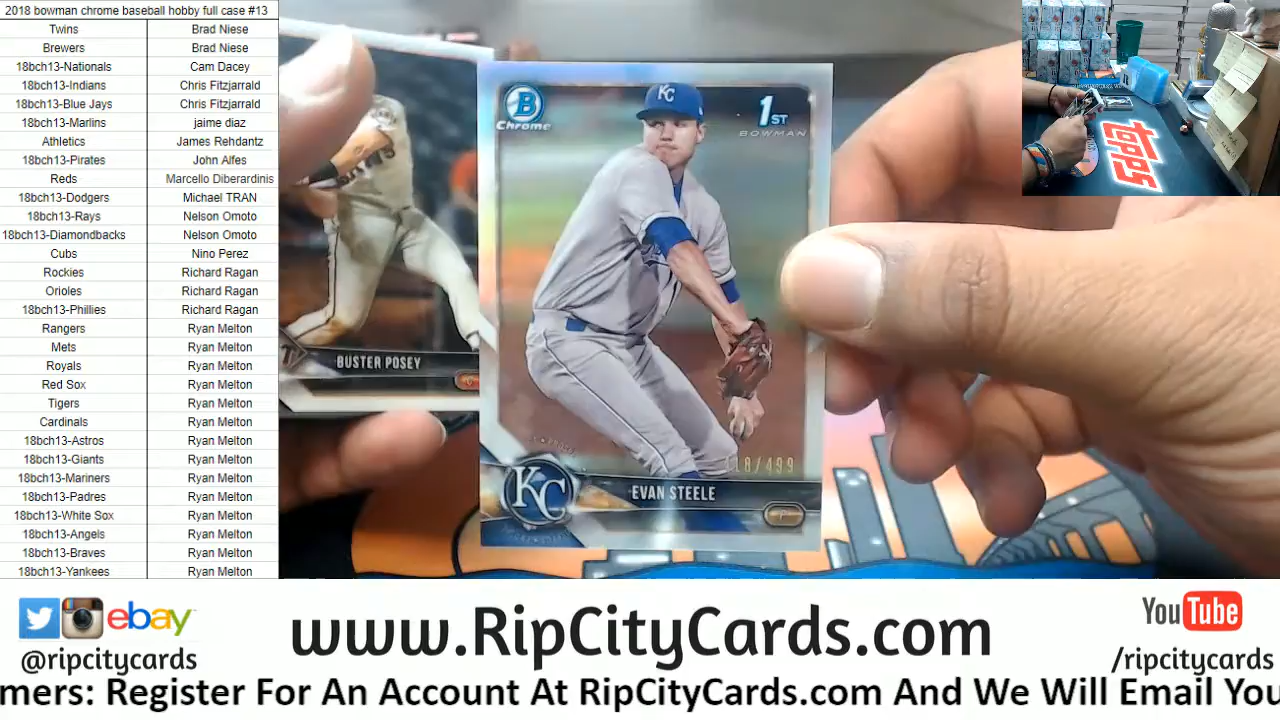 2018 bowman chrome baseball hobby full case #13
Twins Brad Niese
Brewers Brad Niese
18bch13-Nationals Cam Dacey
18bch13-Indians Chris Fitzjarrald
18bch13-Blue Jays Chris Fitzjarrald
18bch13-Marlins jaime diaz
Athletics James Rehdantz
18bch13-Pirates John Alfes
Reds Marcello Diberardinis
18bch13-Dodgers Michael TRAN
18bch13-Rays Nelson Omoto
18bch13-Diamondbacks Nelson Omoto
Cubs Nino Perez
Rockies Richard Ragan
Orioles Richard Ragan
18bch13-Phillies Richard Ragan
Rangers Ryan Melton
Mets Ryan Melton
Royals Ryan Melton
Red Sox Ryan Melton
Tigers Ryan Melton
Cardinals Ryan Melton
18bch13-Astros Ryan Melton
18bch13-Giants Ryan Melton
18bch13-Mariners Ryan Melton
18bch13-Padres Ryan Melton
18bch13-White Sox Ryan Melton
18bch13-Angels Ryan Melton
18bch13-Braves Ryan Melton
18bch13-Yankees Ryan Melton
BUSTER POSEY
B
Chrome
1ST
BOWMAN
KC
18/499
KC
EVAN STEELE
P
topps
ebay
@ripcitycards
www.RipCityCards.com
YouTube
/ripcitycards
mers: Register For An Account At RipCityCards.com And We Will Email You